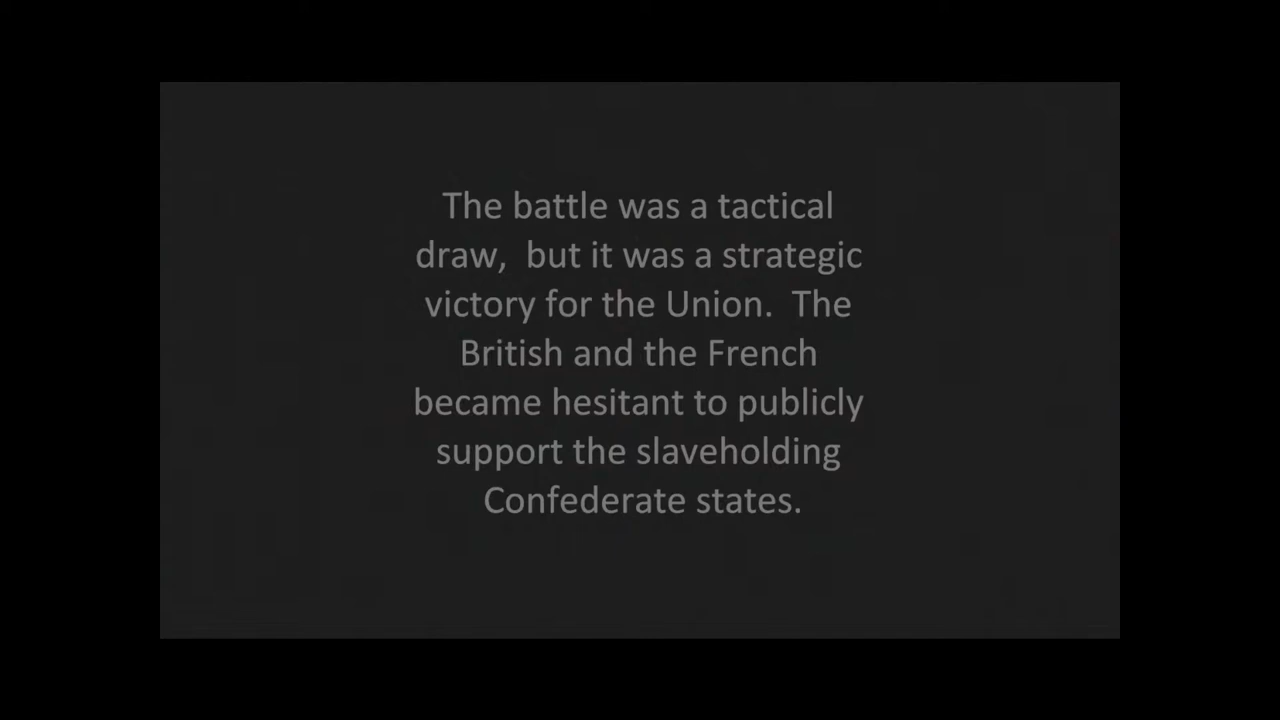 The battle was a tactical
draw,  but it was a strategic
victory for the Union.  The
British and the French
became hesitant to publicly
support the slaveholding
Confederate states.